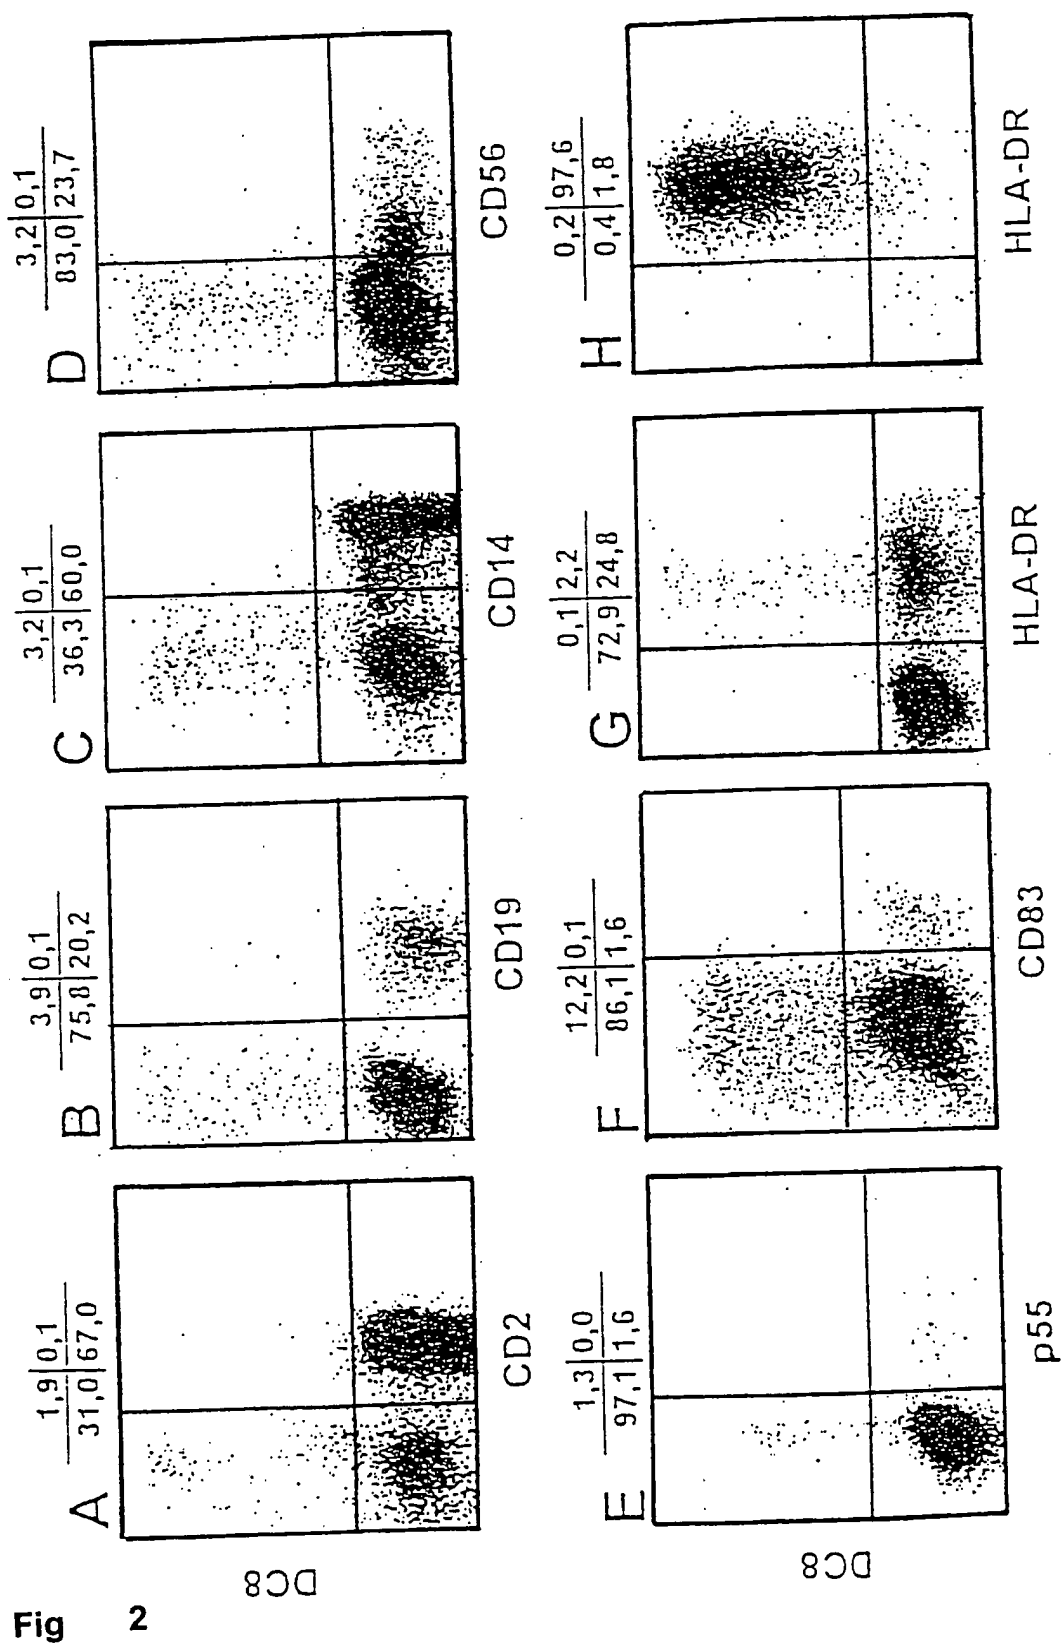 Fig 2
A
1,9|0,1
31,0|67,0
DC8
CD2
B
3,9|0,1
75,8|20,2
CD19
C
3,2|0,1
36,3|60,0
CD14
D
3,2|0,1
83,0|23,7
CD56
E
1,3|0,0
97,1|1,6
DC8
p55
F
12,2|0,1
86,1|1,6
CD83
G
0,1|2,2
72,9|24,8
HLA-DR
H
0,2|97,6
0,4|1,8
HLA-DR